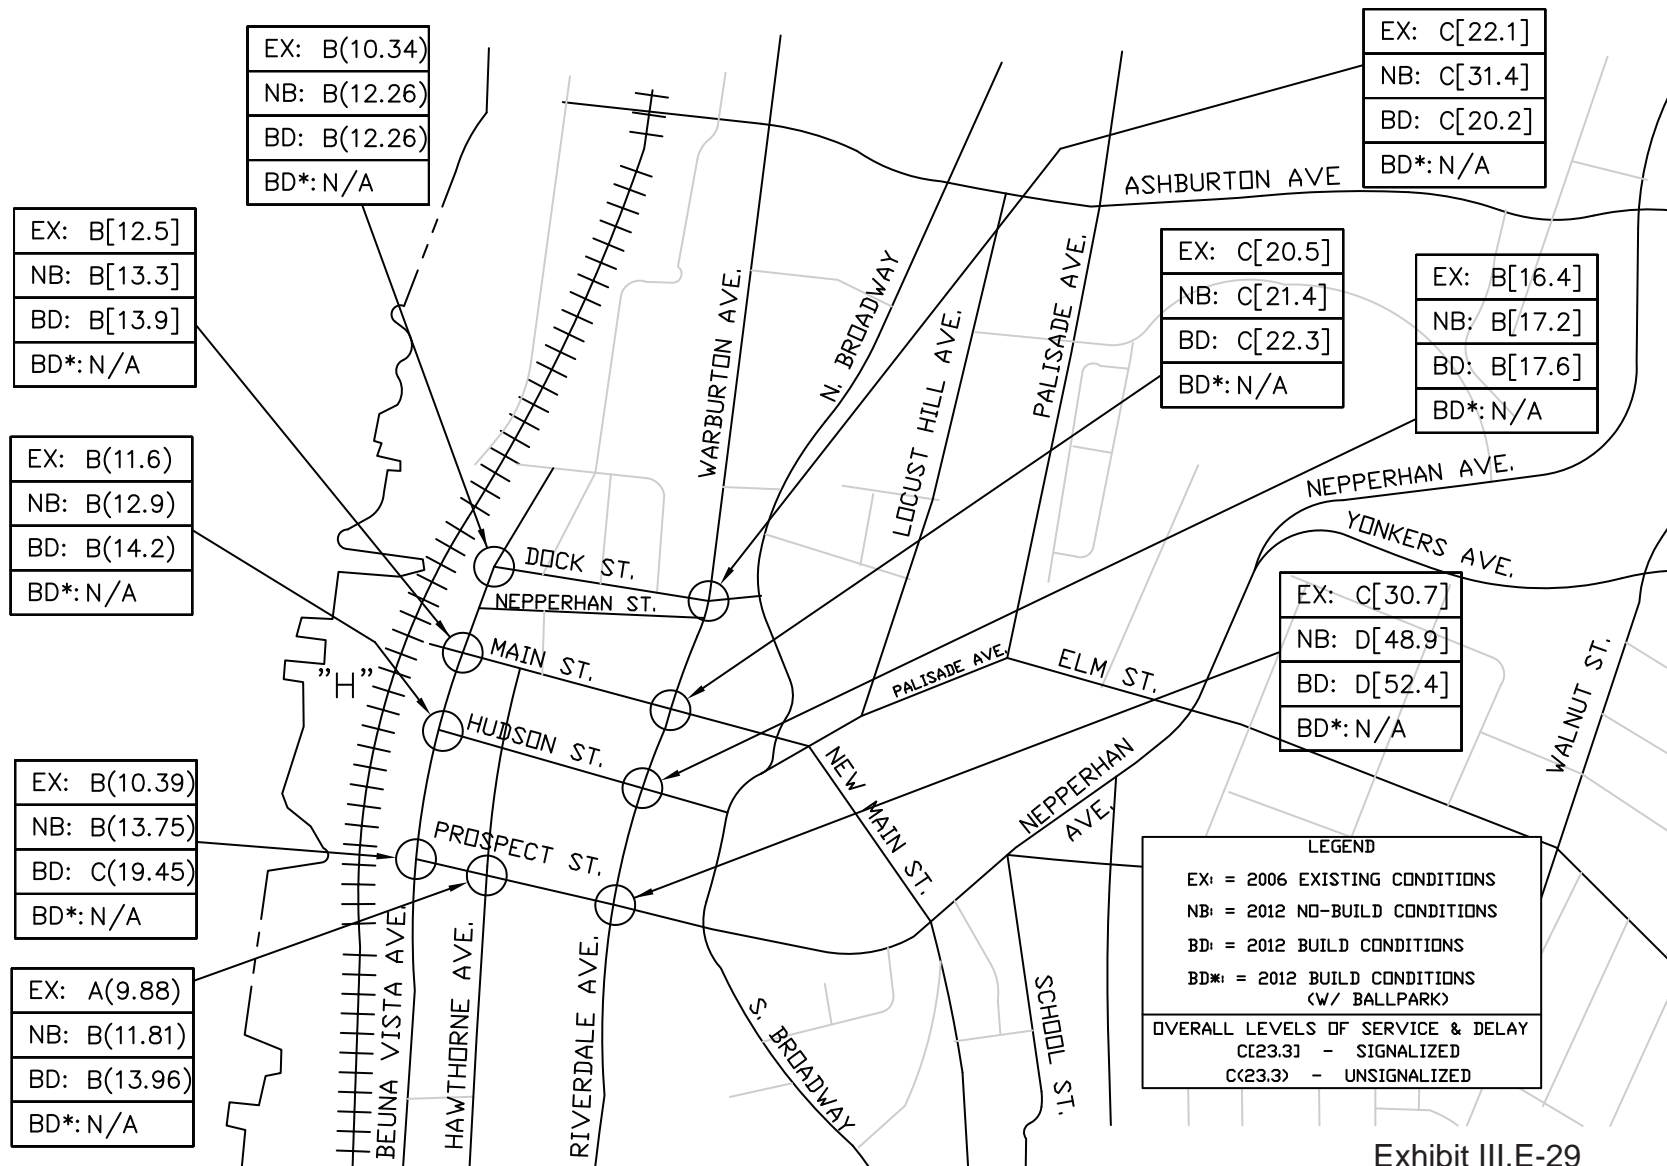 EX: B(10.34)
NB: B(12.26)
BD: B(12.26)
BD*: N/A
EX: C[22.1]
NB: C[31.4]
BD: C[20.2]
BD*: N/A
EX: B[12.5]
NB: B[13.3]
BD: B[13.9]
BD*: N/A
EX: C[20.5]
NB: C[21.4]
BD: C[22.3]
BD*: N/A
EX: B[16.4]
NB: B[17.2]
BD: B[17.6]
BD*: N/A
EX: B(11.6)
NB: B(12.9)
BD: B(14.2)
BD*: N/A
EX: C[30.7]
NB: D[48.9]
BD: D[52.4]
BD*: N/A
EX: B(10.39)
NB: B(13.75)
BD: C(19.45)
BD*: N/A
EX: A(9.88)
NB: B(11.81)
BD: B(13.96)
BD*: N/A
ASHBURTON AVE
WARBURTON AVE.
N. BROADWAY
LOCUST HILL AVE.
PALISADE AVE.
NEPPERHAN AVE.
YONKERS AVE.
DOCK ST.
NEPPERHAN ST.
MAIN ST.
"H"
HUDSON ST.
PALISADE AVE.
ELM ST.
WALNUT ST.
NEW MAIN ST.
NEPPERHAN
AVE.
PROSPECT ST.
BEUNA VISTA AVE.
HAWTHORNE AVE.
RIVERDALE AVE.
S. BROADWAY
SCHOOL ST.
LEGEND
EX: = 2006 EXISTING CONDITIONS
NB: = 2012 NO-BUILD CONDITIONS
BD: = 2012 BUILD CONDITIONS
BD*: = 2012 BUILD CONDITIONS
(W/ BALLPARK)
OVERALL LEVELS OF SERVICE & DELAY
C[23.3] - SIGNALIZED
C(23.3) - UNSIGNALIZED
Exhibit III.E-29